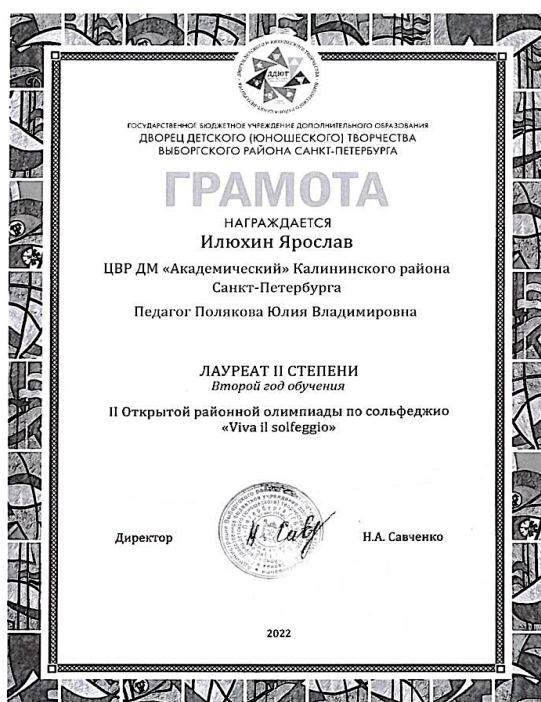 ДДЮТ
ГОСУДАРСТВЕННОЕ БЮДЖЕТНОЕ УЧРЕЖДЕНИЕ ДОПОЛНИТЕЛЬНОГО ОБРАЗОВАНИЯ
ДВОРЕЦ ДЕТСКОГО (ЮНОШЕСКОГО) ТВОРЧЕСТВА
ВЫБОРГСКОГО РАЙОНА САНКТ-ПЕТЕРБУРГА
ГРАМОТА
НАГРАЖДАЕТСЯ
Илюхин Ярослав
ЦВР ДМ «Академический» Калининского района
Санкт-Петербурга
Педагог Полякова Юлия Владимировна
ЛАУРЕАТ II СТЕПЕНИ
Второй год обучения
II Открытой районной олимпиады по сольфеджио
«Viva il solfeggio»
Директор
Н.А. Савченко
2022